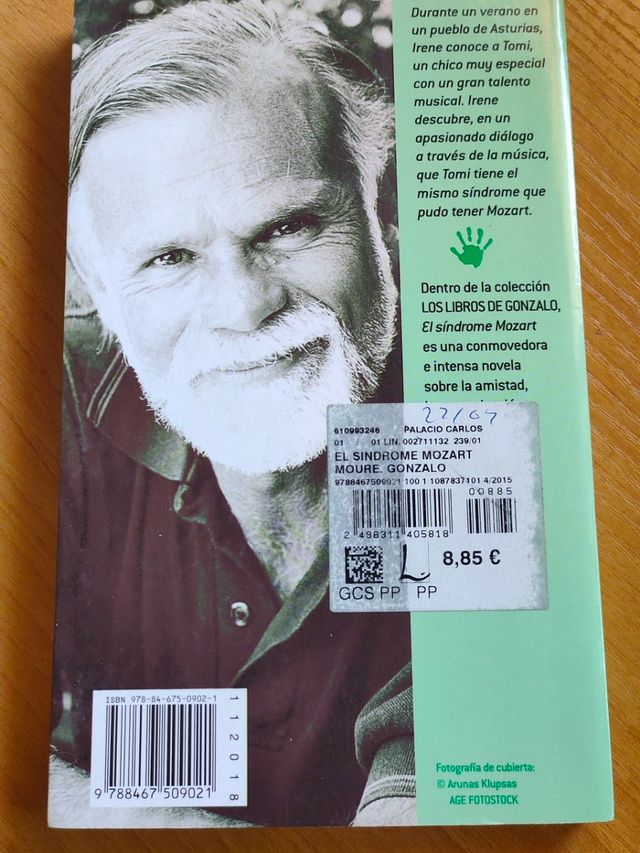 Durante un verano en
un pueblo de Asturias,
Irene conoce a Tomi,
un chico muy especial
con un gran talento
musical. Irene
descubre, en un
apasionado diálogo
a través de la música,
que Tomi tiene el
mismo síndrome que
pudo tener Mozart.
Dentro de la colección
LOS LIBROS DE GONZALO,
El síndrome Mozart
es una conmovedora
e intensa novela
sobre la amistad,
22/04
610993246 PALACIO CARLOS
01 01 LIN. 002711132 239/01
EL SINDROME MOZART
MOURE. GONZALO
9788467509021 100 1 1087837101 4/2015
00885
2 498311 405818
8,85 €
L
GCS PP PP
ISBN 978-84-675-0902-1
9 788467 509021
112018
Fotografía de cubierta:
© Arunas Klupsas
AGE FOTOSTOCK